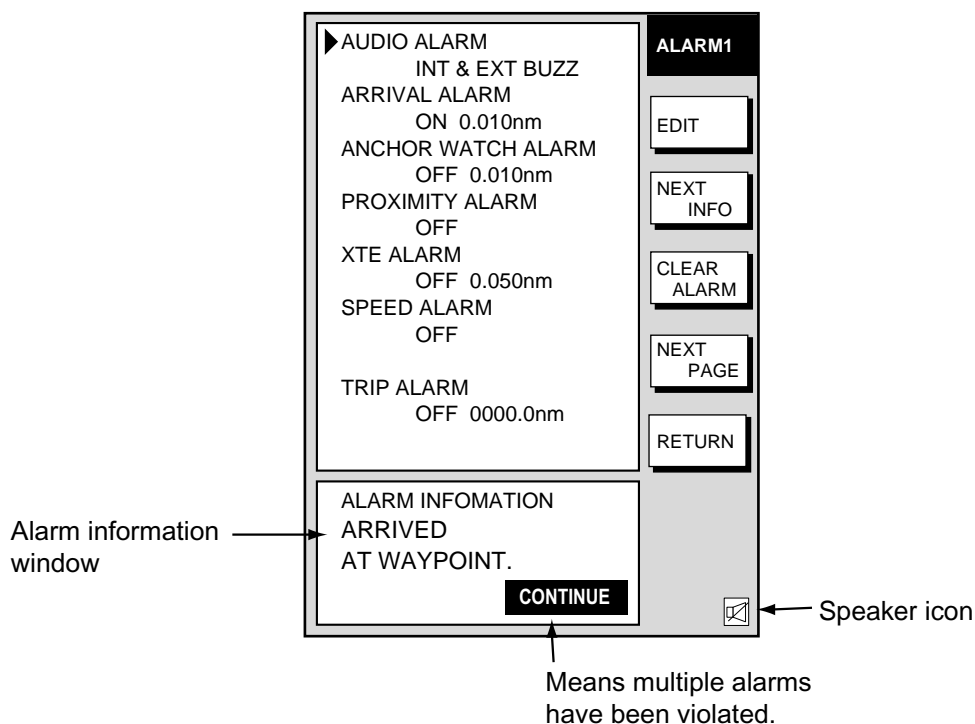 AUDIO ALARM
INT & EXT BUZZ
ARRIVAL ALARM
ON 0.010nm
ANCHOR WATCH ALARM
OFF 0.010nm
PROXIMITY ALARM
OFF
XTE ALARM
OFF 0.050nm
SPEED ALARM
OFF
TRIP ALARM
OFF 0000.0nm
ALARM1
EDIT
NEXT
INFO
CLEAR
ALARM
NEXT
PAGE
RETURN
Alarm information
window
ALARM INFOMATION
ARRIVED
AT WAYPOINT.
CONTINUE
Speaker icon
Means multiple alarms
have been violated.